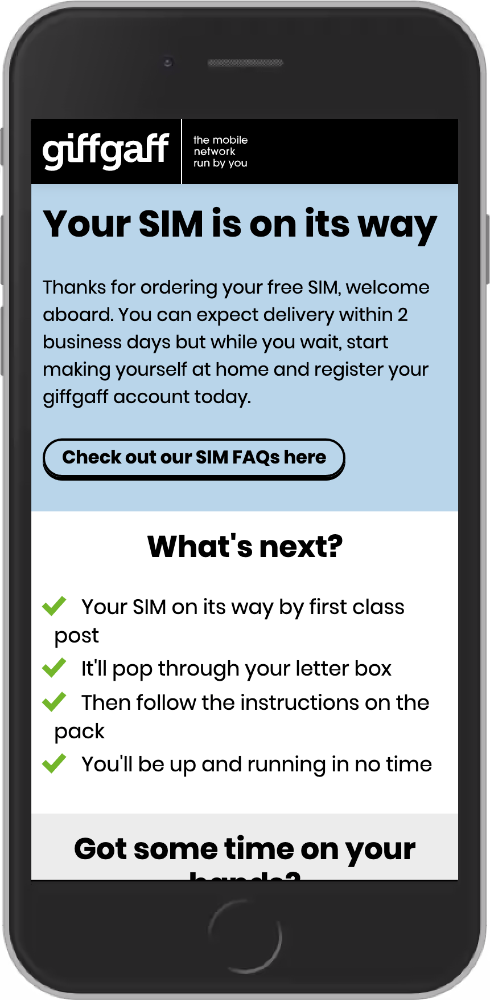 giffgaff
the mobile
network
run by you
Your SIM is on its way
Thanks for ordering your free SIM, welcome
aboard. You can expect delivery within 2
business days but while you wait, start
making yourself at home and register your
giffgaff account today.
Check out our SIM FAQs here
What's next?
Your SIM on its way by first class
post
It'll pop through your letter box
Then follow the instructions on the
pack
You'll be up and running in no time
Got some time on your
hands?